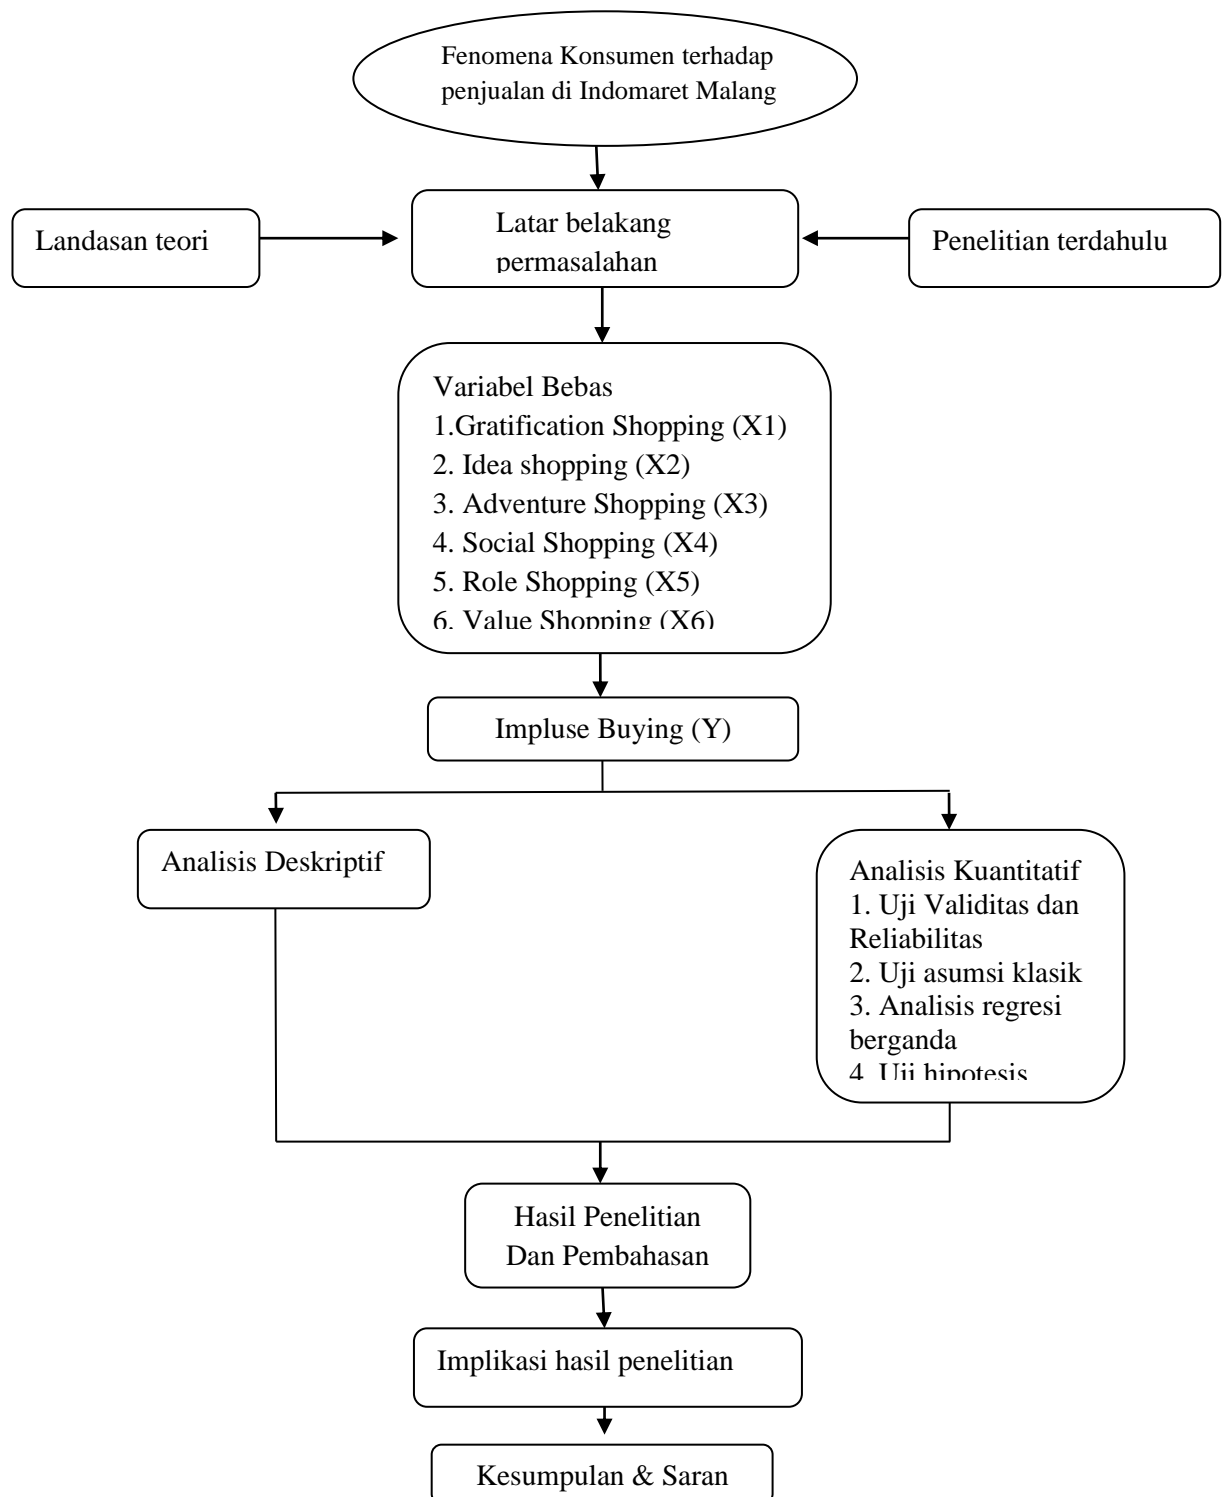 Fenomena Konsumen terhadap
penjualan di Indomaret Malang
Landasan teori
Latar belakang
permasalahan
Penelitian terdahulu
Variabel Bebas
1.Gratification Shopping (X1)
2. Idea shopping (X2)
3. Adventure Shopping (X3)
4. Social Shopping (X4)
5. Role Shopping (X5)
6. Value Shopping (X6)
Impluse Buying (Y)
Analisis Deskriptif
Analisis Kuantitatif
1. Uji Validitas dan
Reliabilitas
2. Uji asumsi klasik
3. Analisis regresi
berganda
4. Uji hipotesis
Hasil Penelitian
Dan Pembahasan
Implikasi hasil penelitian
Kesumpulan & Saran